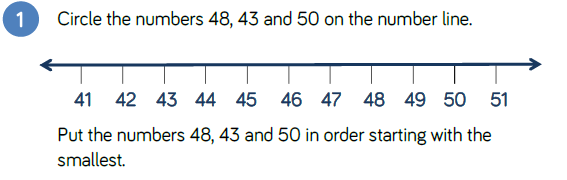 1 Circle the numbers 48, 43 and 50 on the number line.
41 42 43 44 45 46 47 48 49 50 51
Put the numbers 48, 43 and 50 in order starting with the
smallest.